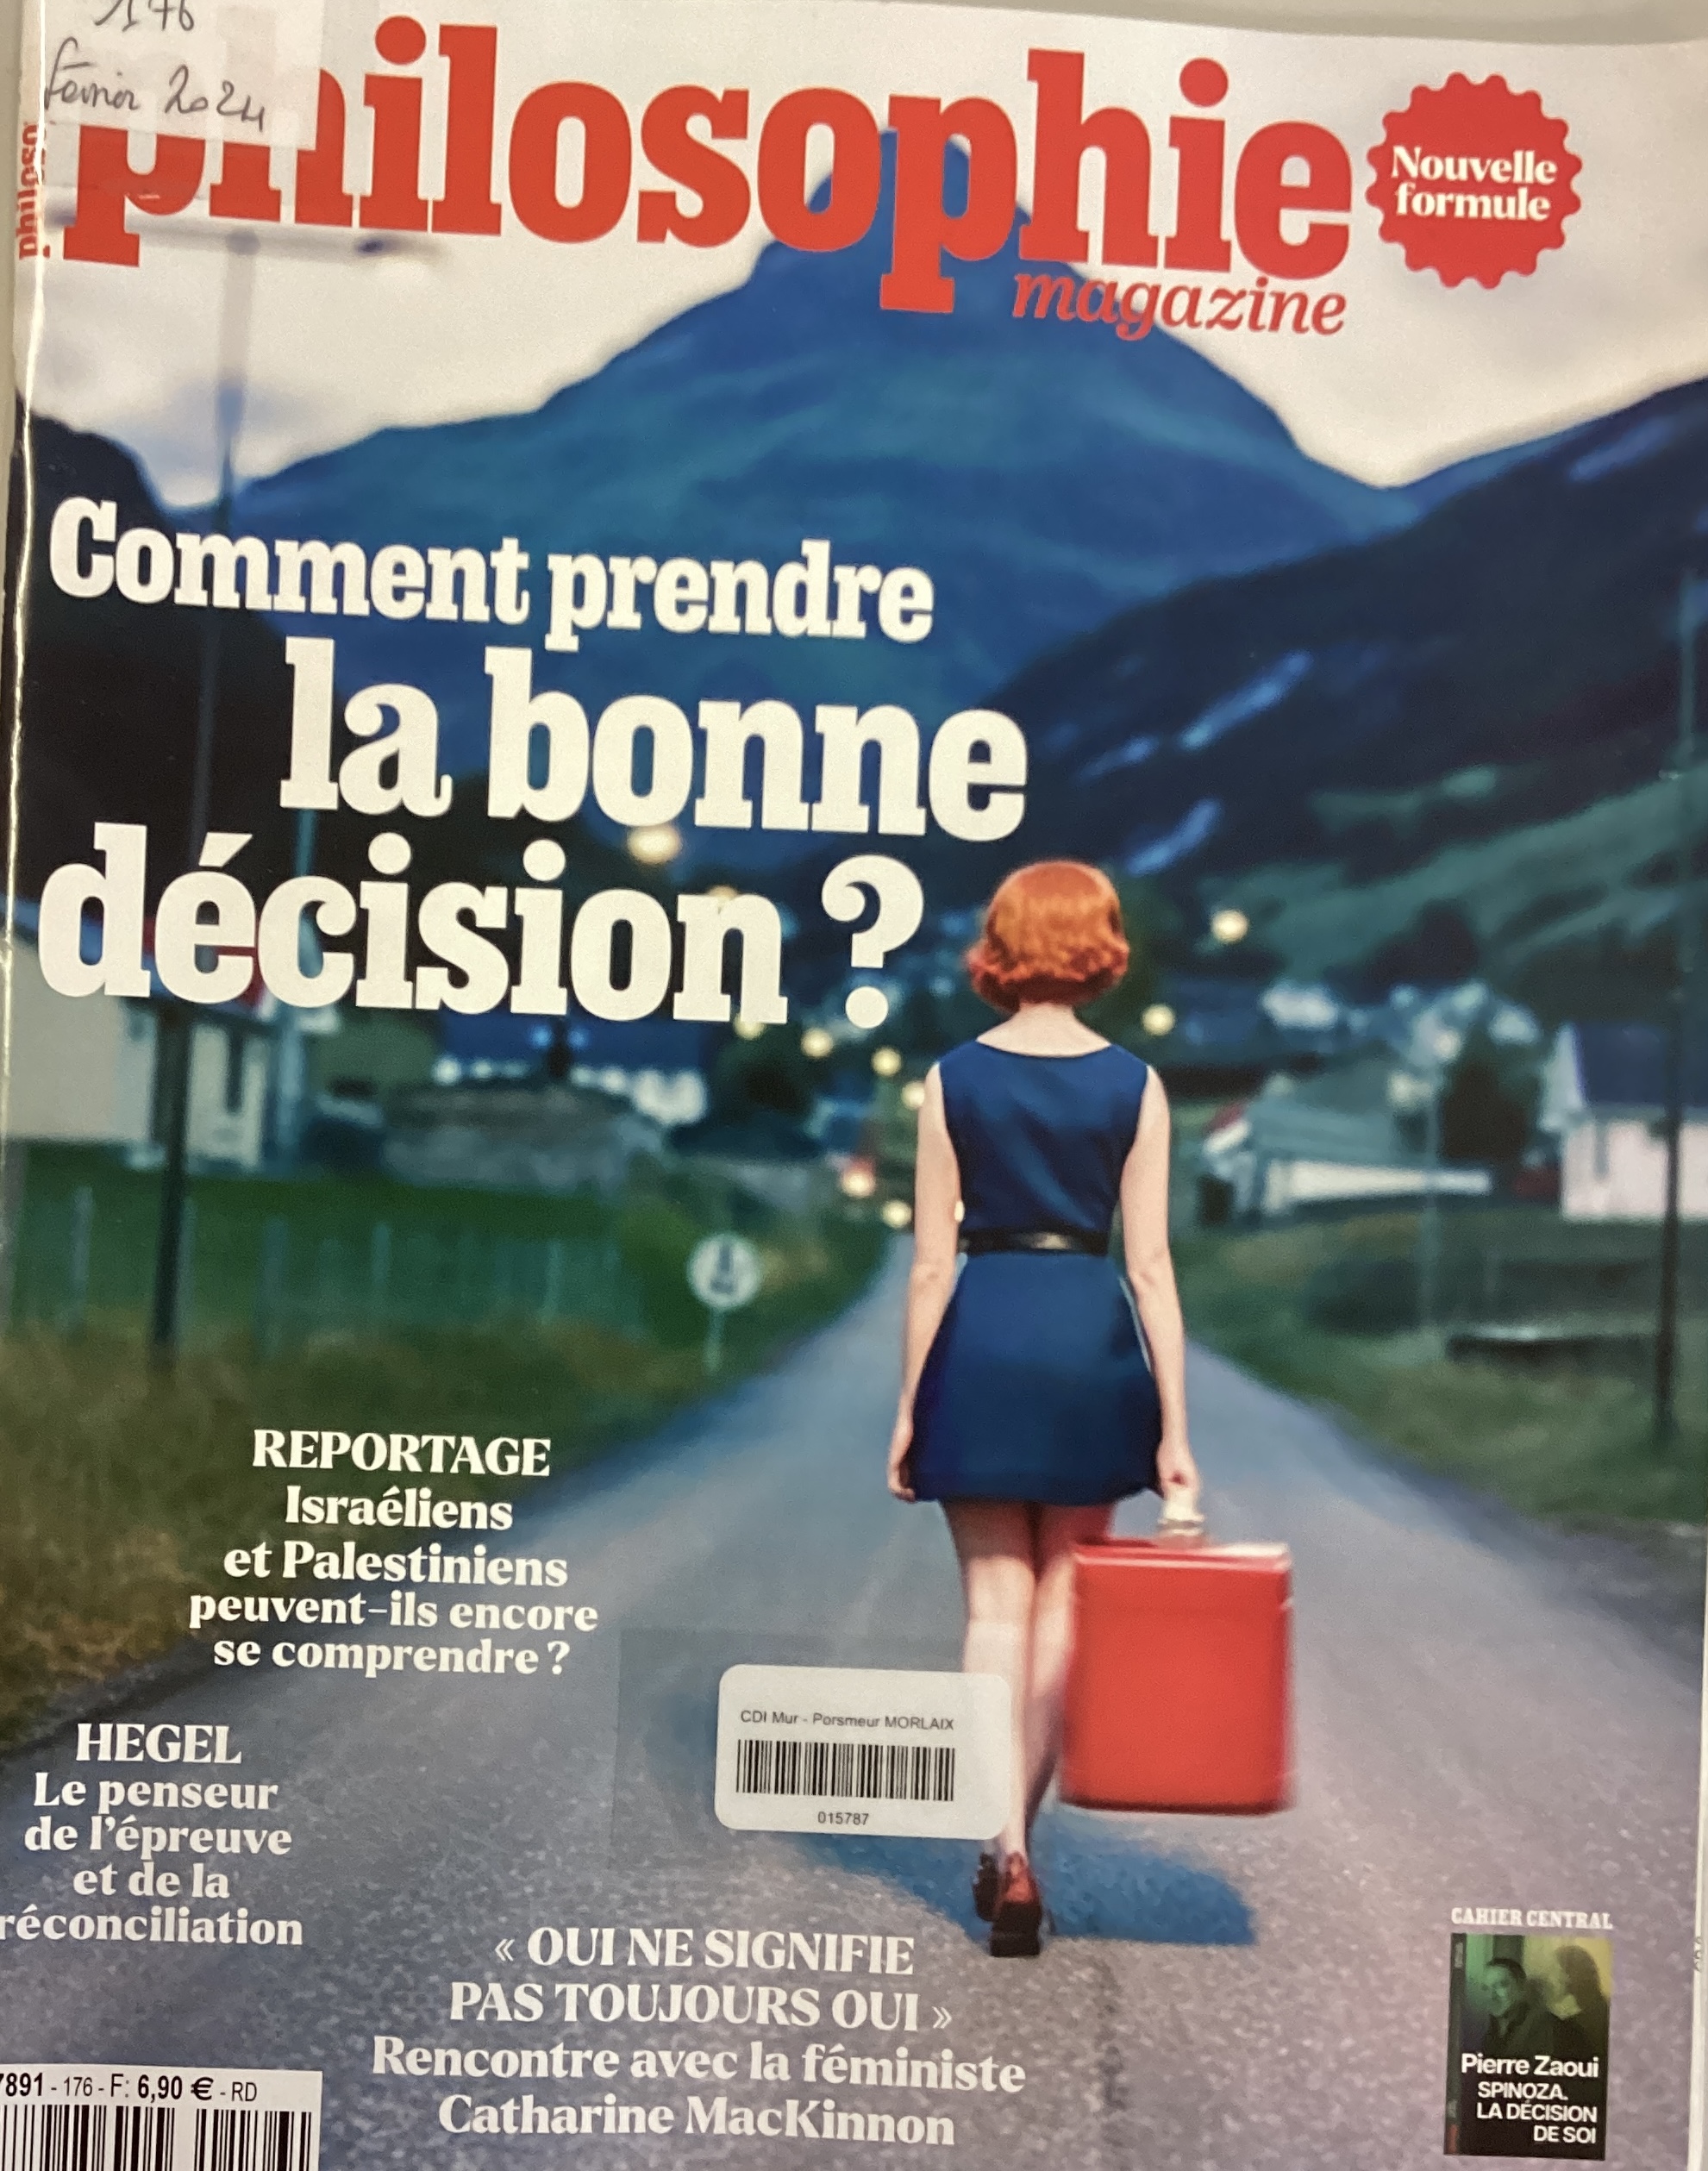 176
février 2024
philosophie
magazine
Nouvelle
formule
philoso
Comment prendre
la bonne
décision ?
REPORTAGE
Israéliens
et Palestiniens
peuvent-ils encore
se comprendre ?
CDI Mur - Porsmeur MORLAIX
015787
HEGEL
Le penseur
de l'épreuve
et de la
réconciliation
« OUI NE SIGNIFIE
PAS TOUJOURS OUI »
Rencontre avec la féministe
Catharine MacKinnon
CAHIER CENTRAL
Pierre Zaoui
SPINOZA.
LA DÉCISION
DE SOI
7891 - 176 - F: 6,90 € - RD